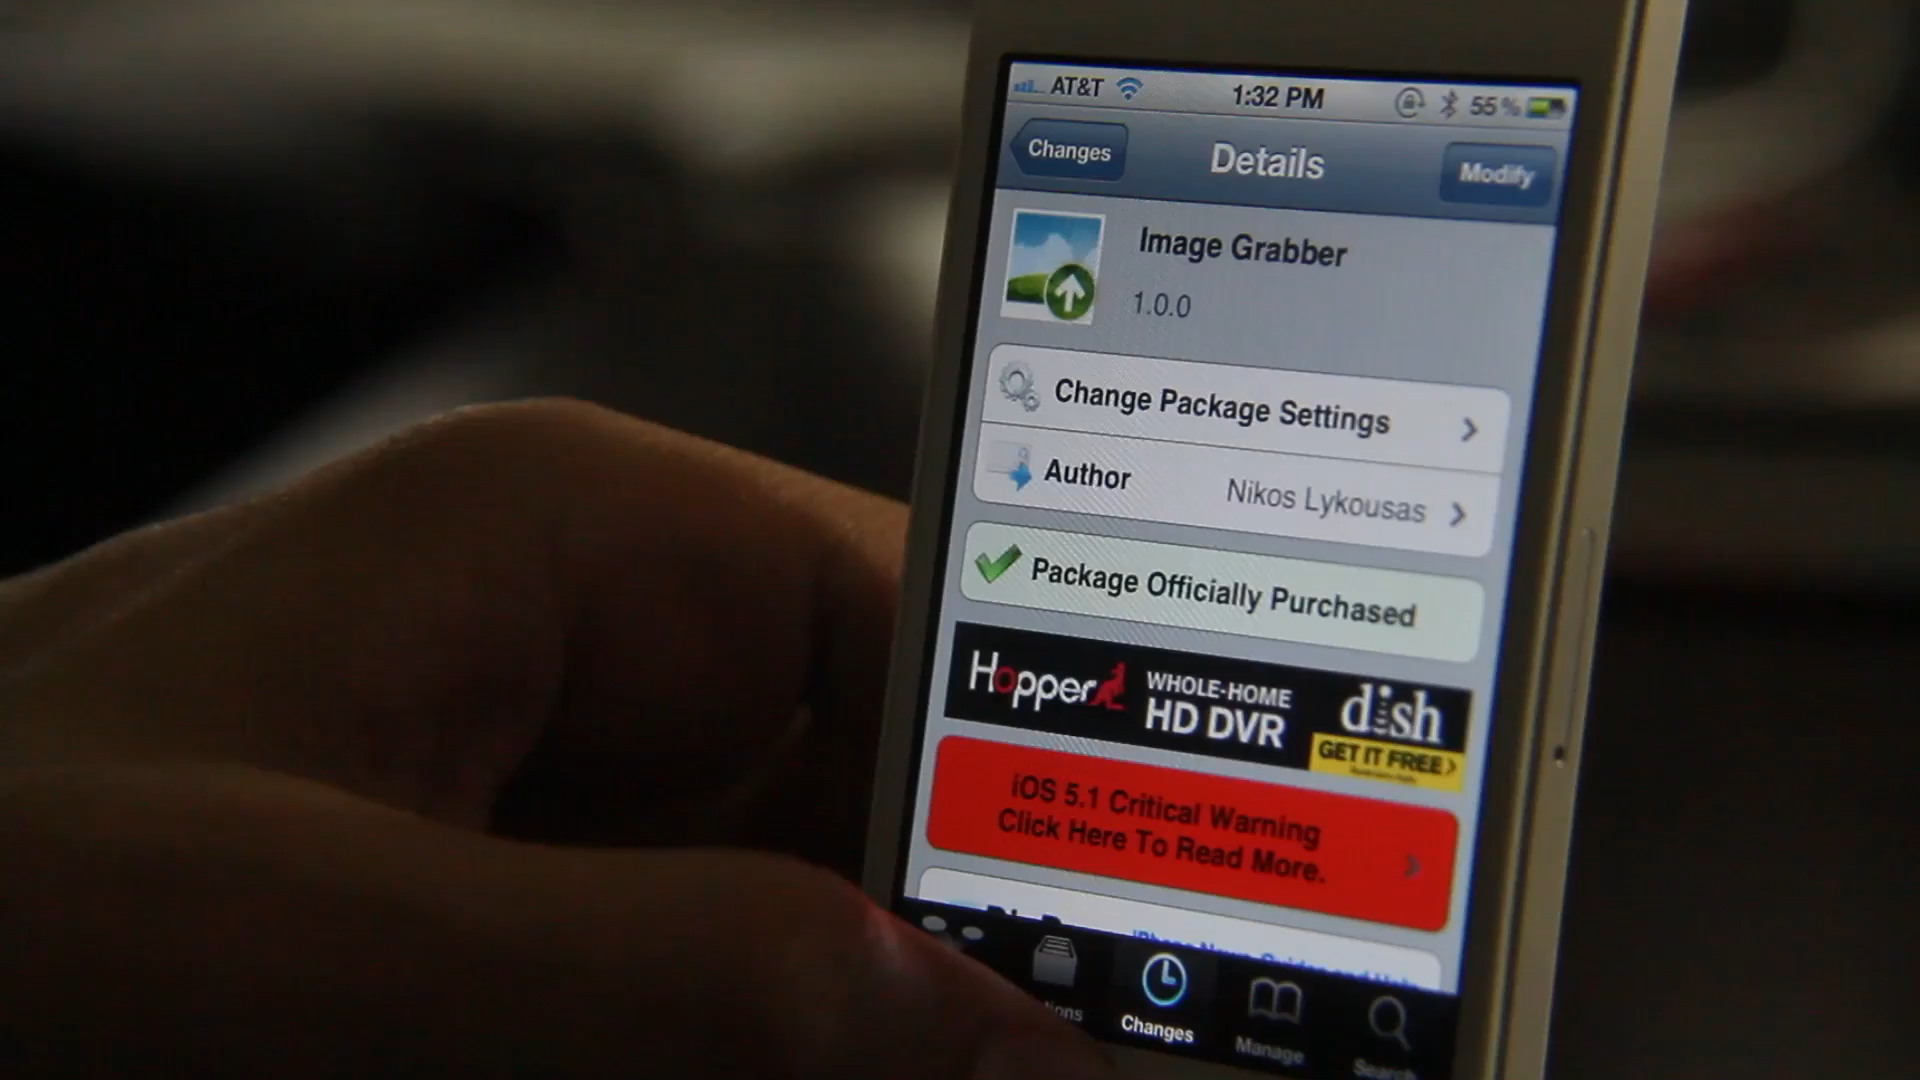 AT&T 1:32 PM 55%
Changes Details Modify
Image Grabber
1.0.0
Change Package Settings
Author Nikos Lykousas
Package Officially Purchased
Hopper WHOLE-HOME HD DVR dish
GET IT FREE
iOS 5.1 Critical Warning
Click Here To Read More.
Changes Manage Search